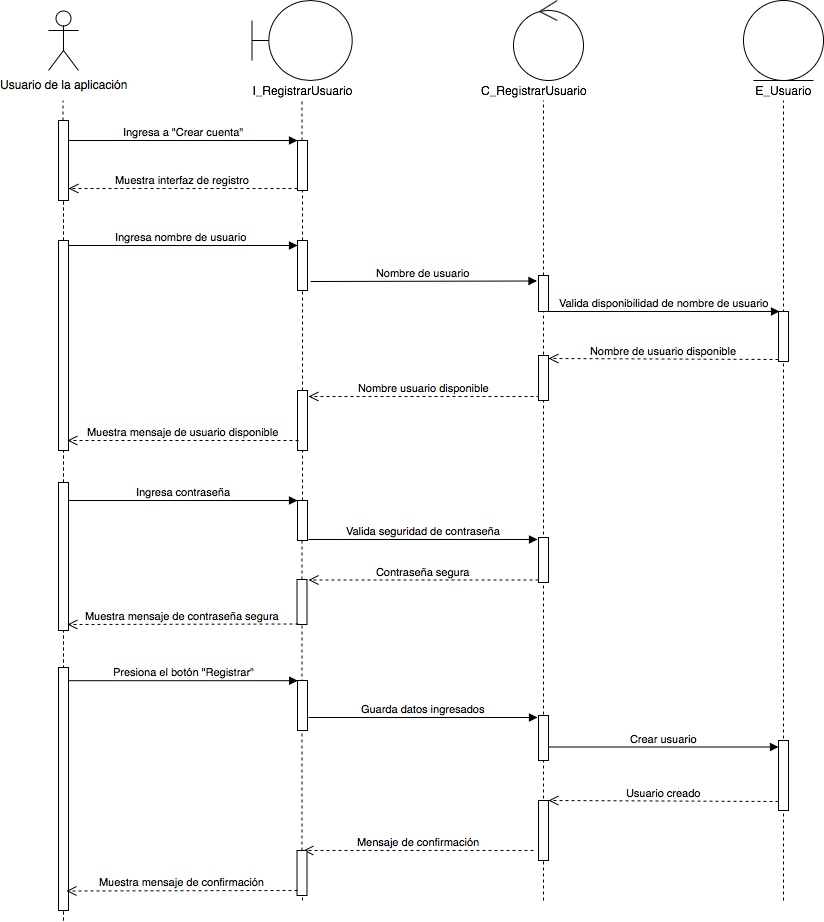 Usuario de la aplicación
I_RegistrarUsuario
C_RegistrarUsuario
E_Usuario
Ingresa a "Crear cuenta"
Muestra interfaz de registro
Ingresa nombre de usuario
Nombre de usuario
Valida disponibilidad de nombre de usuario
Nombre de usuario disponible
Nombre usuario disponible
Muestra mensaje de usuario disponible
Ingresa contraseña
Valida seguridad de contraseña
Contraseña segura
Muestra mensaje de contraseña segura
Presiona el botón "Registrar"
Guarda datos ingresados
Crear usuario
Usuario creado
Mensaje de confirmación
Muestra mensaje de confirmación